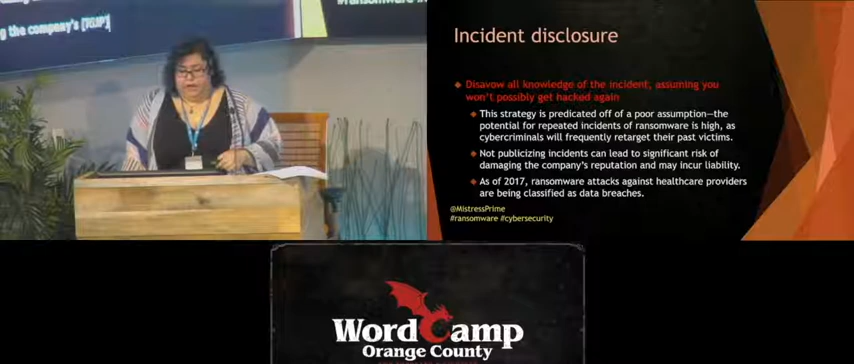 g the company's
#ransomware
Incident disclosure
Disavow all knowledge of the incident, assuming you
won't possibly get hacked again
This strategy is predicated off of a poor assumption—the
potential for repeated incidents of ransomware is high, as
cybercriminals will frequently retarget their past victims.
Not publicizing incidents can lead to significant risk of
damaging the company's reputation and may incur liability.
As of 2017, ransomware attacks against healthcare providers
are being classified as data breaches.
@MistressPrime
#ransomware #cybersecurity
WordCamp
Orange County